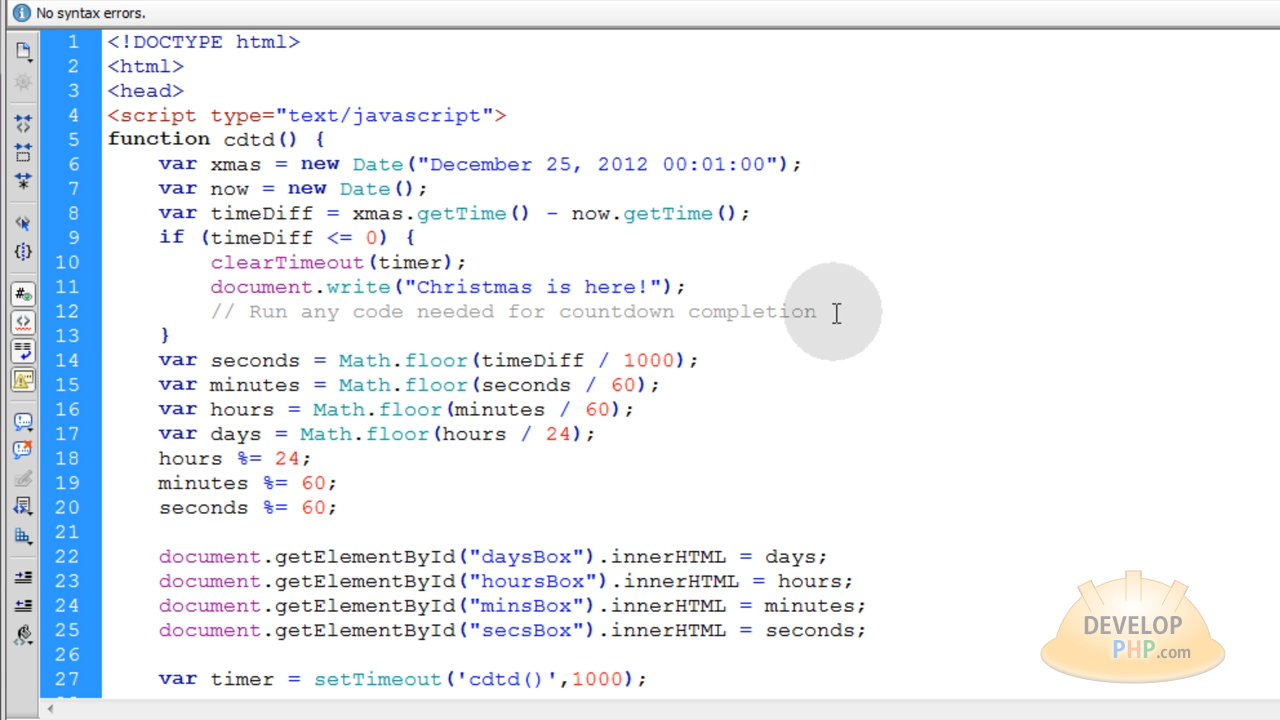 No syntax errors.
1 <!DOCTYPE html>
2 <html>
3 <head>
4 <script type="text/javascript">
5 function cdtd() {
6     var xmas = new Date("December 25, 2012 00:01:00");
7     var now = new Date();
8     var timeDiff = xmas.getTime() - now.getTime();
9     if (timeDiff <= 0) {
10         clearTimeout(timer);
11         document.write("Christmas is here!");
12         // Run any code needed for countdown completion
13     }
14     var seconds = Math.floor(timeDiff / 1000);
15     var minutes = Math.floor(seconds / 60);
16     var hours = Math.floor(minutes / 60);
17     var days = Math.floor(hours / 24);
18     hours %= 24;
19     minutes %= 60;
20     seconds %= 60;
21
22     document.getElementById("daysBox").innerHTML = days;
23     document.getElementById("hoursBox").innerHTML = hours;
24     document.getElementById("minsBox").innerHTML = minutes;
25     document.getElementById("secsBox").innerHTML = seconds;
26
27     var timer = setTimeout('cdtd()',1000);
DEVELOP
PHP.com